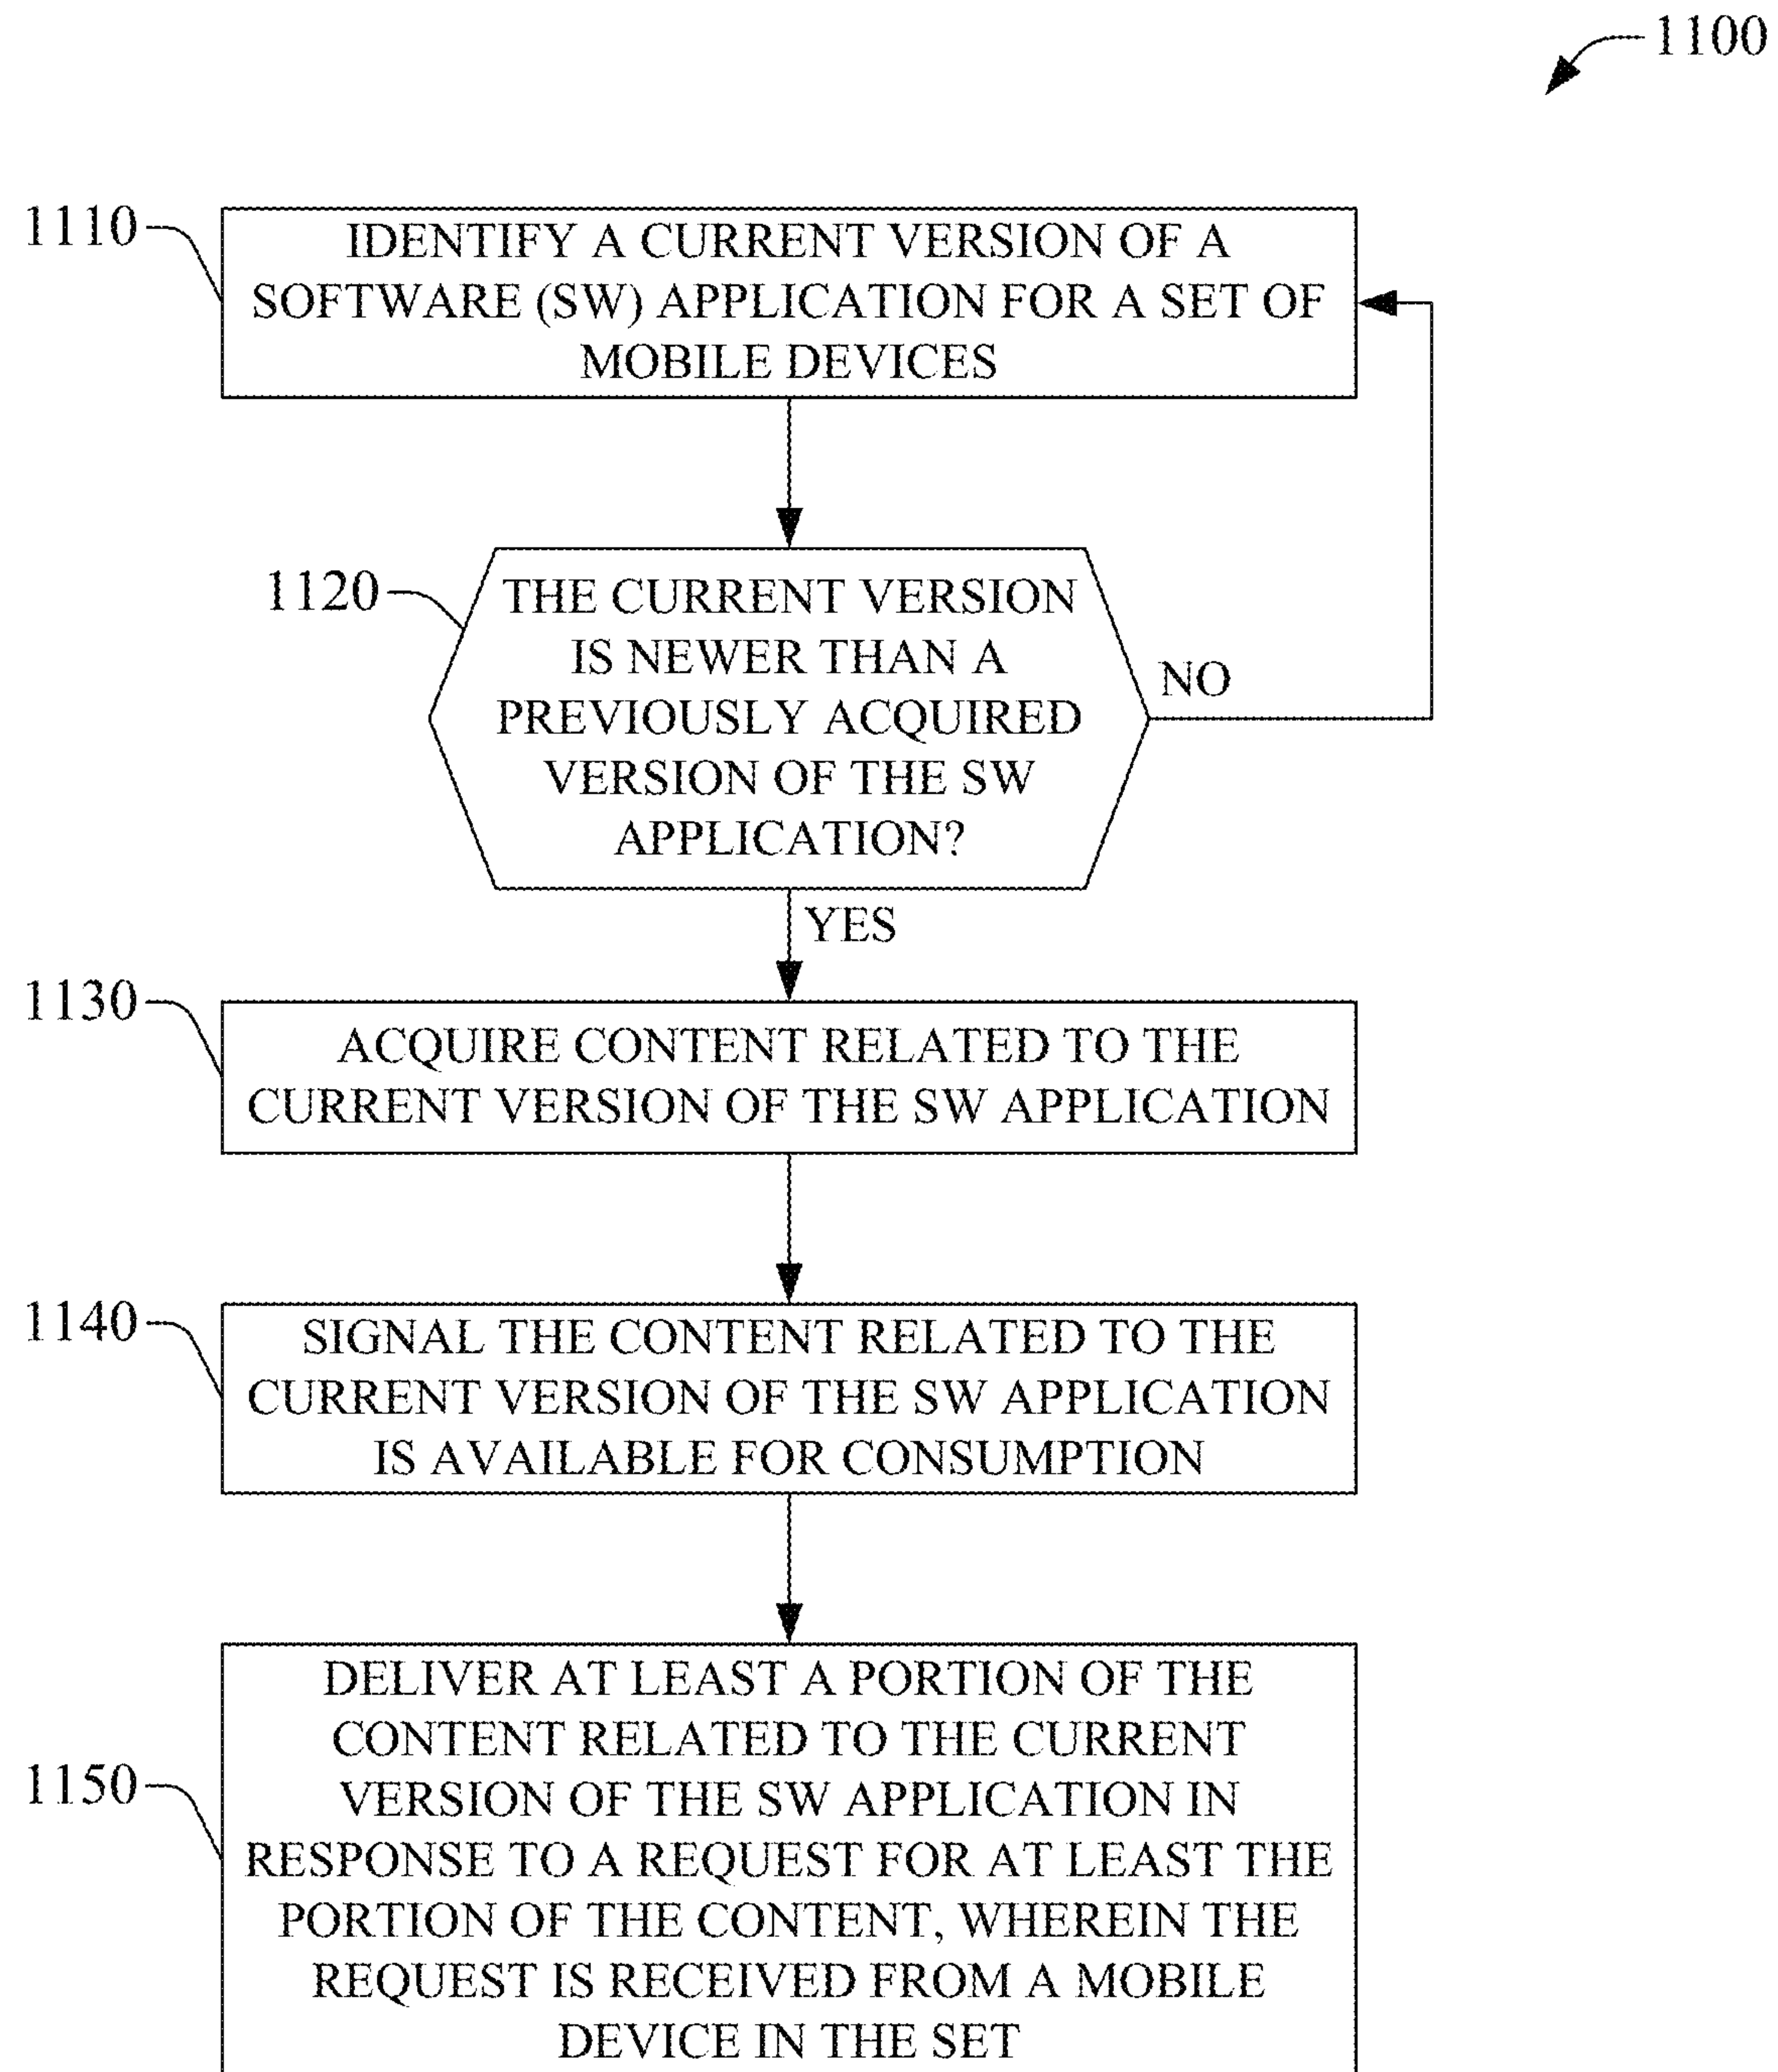 1100
1110
IDENTIFY A CURRENT VERSION OF A
SOFTWARE (SW) APPLICATION FOR A SET OF
MOBILE DEVICES
1120
THE CURRENT VERSION
IS NEWER THAN A
PREVIOUSLY ACQUIRED
VERSION OF THE SW
APPLICATION?
NO
YES
1130
ACQUIRE CONTENT RELATED TO THE
CURRENT VERSION OF THE SW APPLICATION
1140
SIGNAL THE CONTENT RELATED TO THE
CURRENT VERSION OF THE SW APPLICATION
IS AVAILABLE FOR CONSUMPTION
1150
DELIVER AT LEAST A PORTION OF THE
CONTENT RELATED TO THE CURRENT
VERSION OF THE SW APPLICATION IN
RESPONSE TO A REQUEST FOR AT LEAST THE
PORTION OF THE CONTENT, WHEREIN THE
REQUEST IS RECEIVED FROM A MOBILE
DEVICE IN THE SET